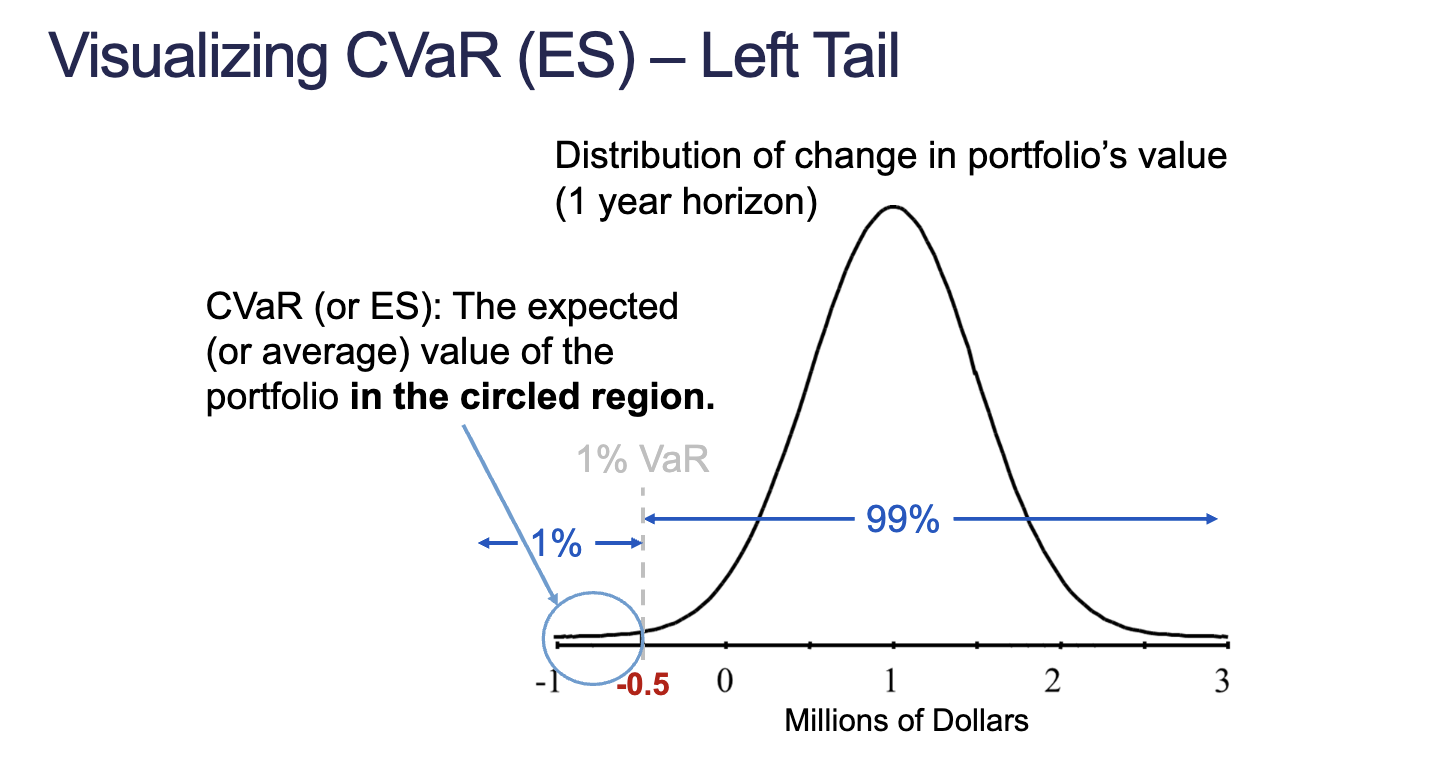 Visualizing CVaR (ES) – Left Tail
Distribution of change in portfolio’s value
(1 year horizon)
CVaR (or ES): The expected
(or average) value of the
portfolio in the circled region.
1% VaR
99%
1%
-1
-0.5
0
1
2
3
Millions of Dollars